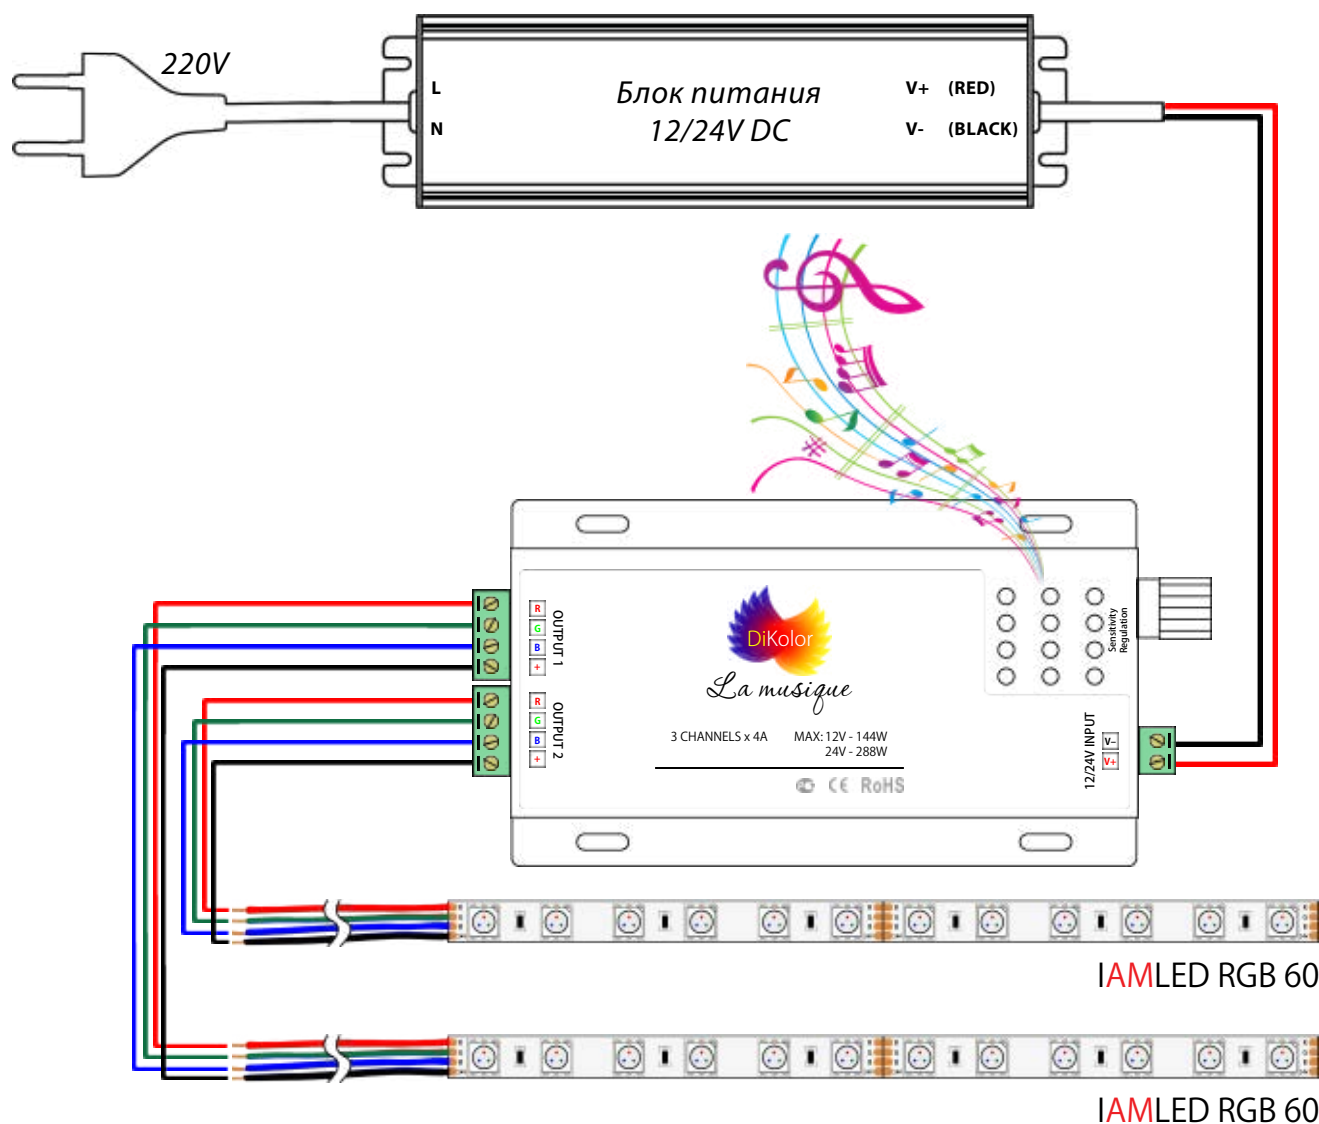 220V
L
N
Блок питания
12/24V DC
V+ (RED)
V- (BLACK)
R
G
B
+
OUTPUT 1
R
G
B
+
OUTPUT 2
DiKolor
La musique
3 CHANNELS x 4A
MAX: 12V - 144W
24V - 288W
CE RoHS
Sensitivity
Regulation
12/24V INPUT
V-
V+
IAMLED RGB 60
IAMLED RGB 60